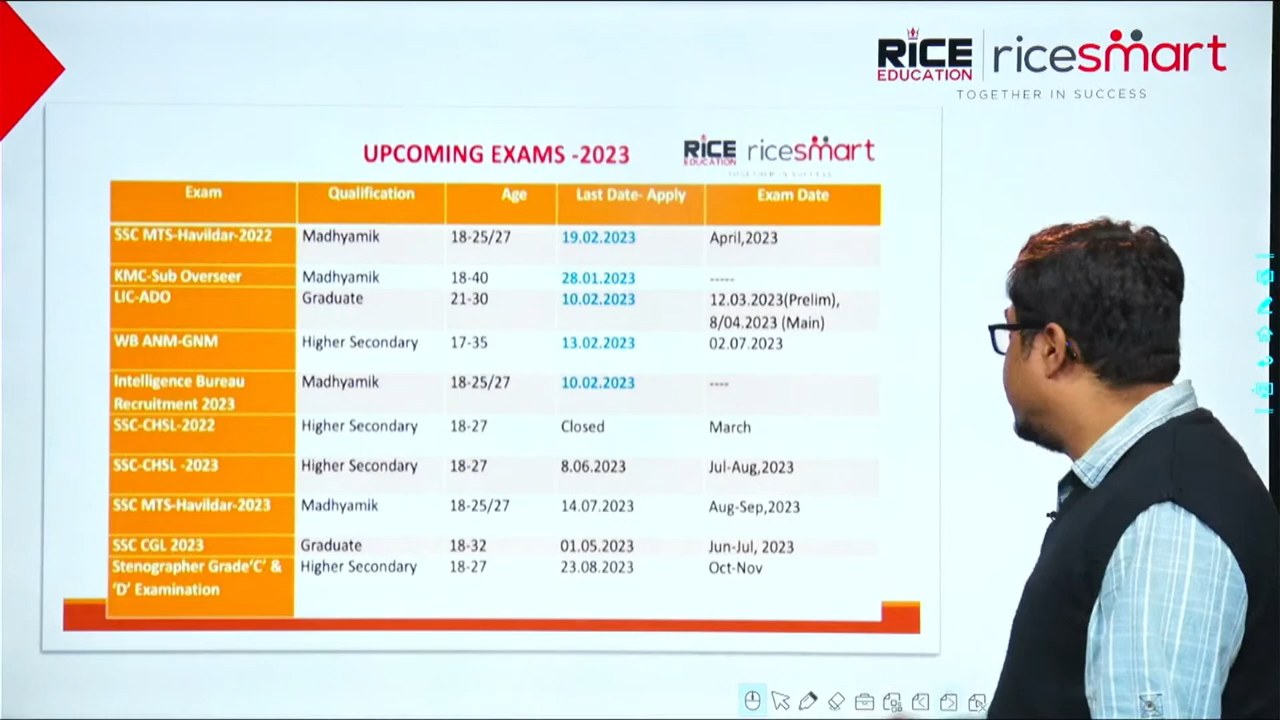 RICE
EDUCATION
ricesmart
TOGETHER IN SUCCESS
UPCOMING EXAMS -2023
RICE
EDUCATION
ricesmart
TOGETHER IN SUCCESS
Exam Qualification Age Last Date- Apply Exam Date
SSC MTS-Havildar-2022 Madhyamik 18-25/27 19.02.2023 April,2023
KMC-Sub Overseer Madhyamik 18-40 28.01.2023 -----
LIC-ADO Graduate 21-30 10.02.2023 12.03.2023(Prelim),
8/04.2023 (Main)
WB ANM-GNM Higher Secondary 17-35 13.02.2023 02.07.2023
Intelligence Bureau Madhyamik 18-25/27 10.02.2023 ----
Recruitment 2023
SSC-CHSL-2022 Higher Secondary 18-27 Closed March
SSC-CHSL -2023 Higher Secondary 18-27 8.06.2023 Jul-Aug,2023
SSC MTS-Havildar-2023 Madhyamik 18-25/27 14.07.2023 Aug-Sep,2023
SSC CGL 2023 Graduate 18-32 01.05.2023 Jun-Jul, 2023
Stenographer Grade‘C’ & Higher Secondary 18-27 23.08.2023 Oct-Nov
‘D’ Examination